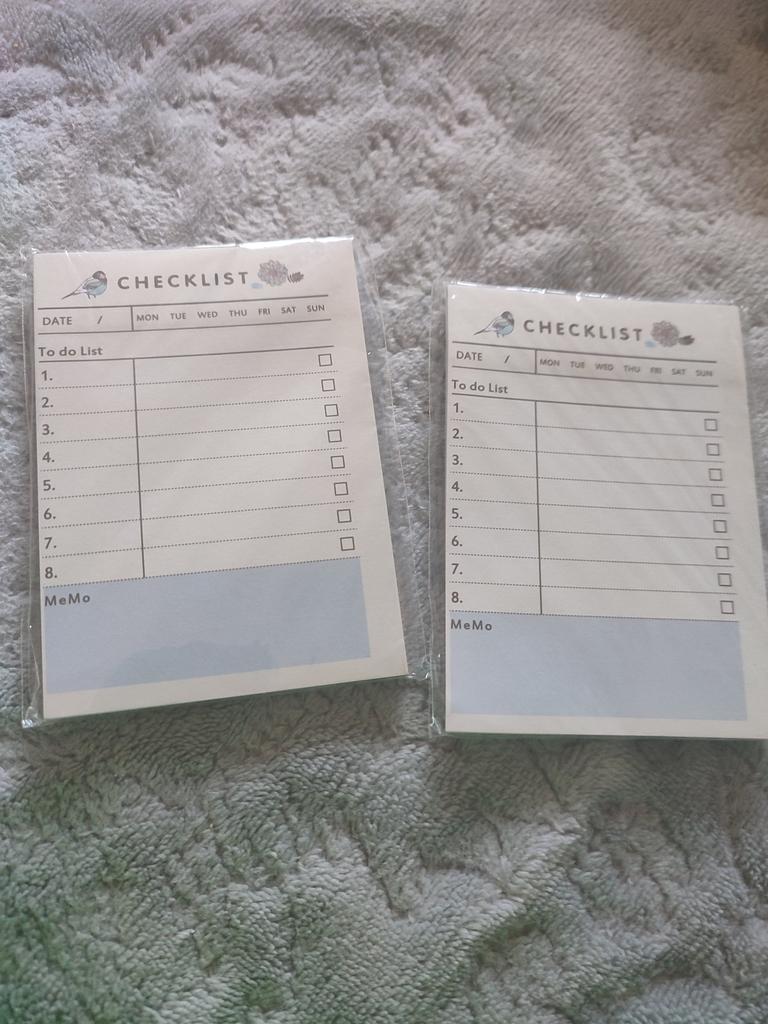 CHECKLIST
DATE / MON TUE WED THU FRI SAT SUN
To do List
1.
2.
3.
4.
5.
6.
7.
8.
MeMo
CHECKLIST
DATE / MON TUE WED THU FRI SAT SUN
To do List
1.
2.
3.
4.
5.
6.
7.
8.
MeMo